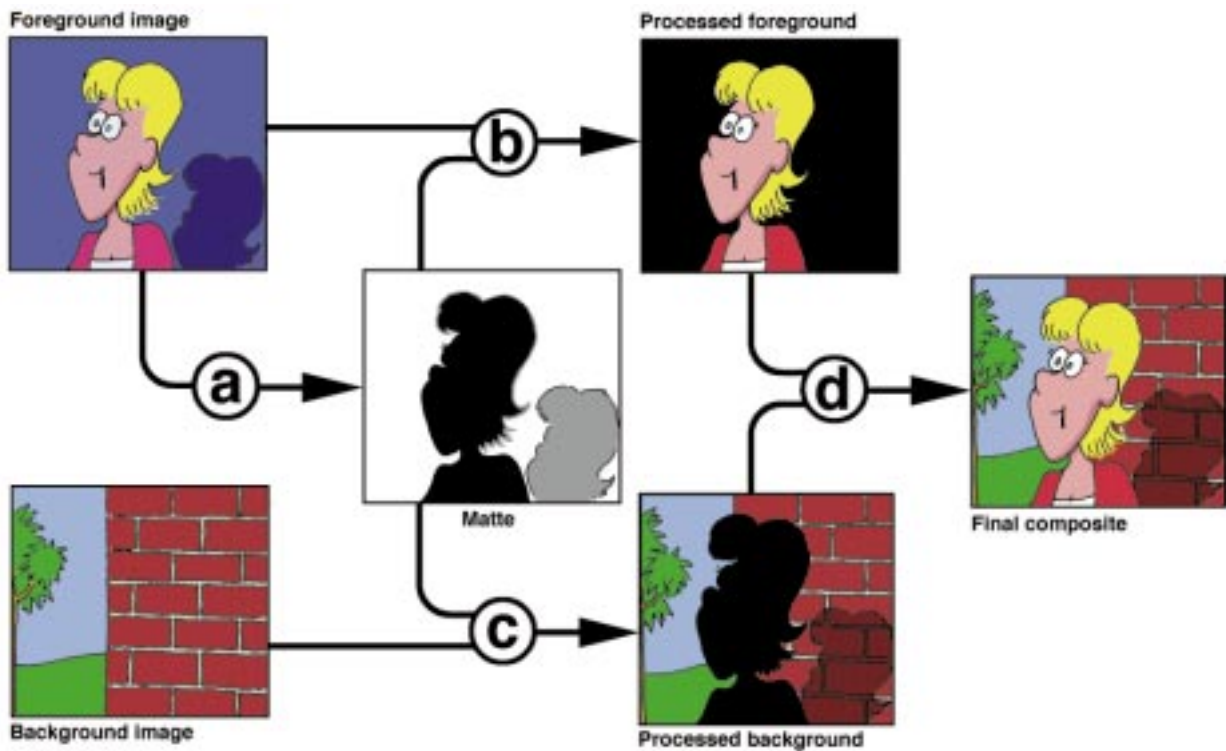 Foreground image
Processed foreground
b
a
Matte
d
Final composite
c
Background image
Processed background